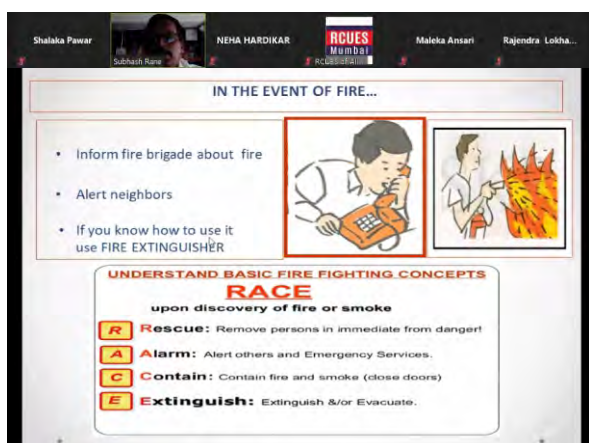 Shalaka Pawar
Subhash Rane
NEHA HARDIKAR
RCUES
Mumbai
RCUES of AI
Maleka Ansari
Rajendra Lokha...
IN THE EVENT OF FIRE...
• Inform fire brigade about fire
• Alert neighbors
• If you know how to use it
use FIRE EXTINGUISHER
UNDERSTAND BASIC FIRE FIGHTING CONCEPTS
RACE
upon discovery of fire or smoke
R Rescue: Remove persons in immediate from danger!
A Alarm: Alert others and Emergency Services.
C Contain: Contain fire and smoke (close doors)
E Extinguish: Extinguish &/or Evacuate.